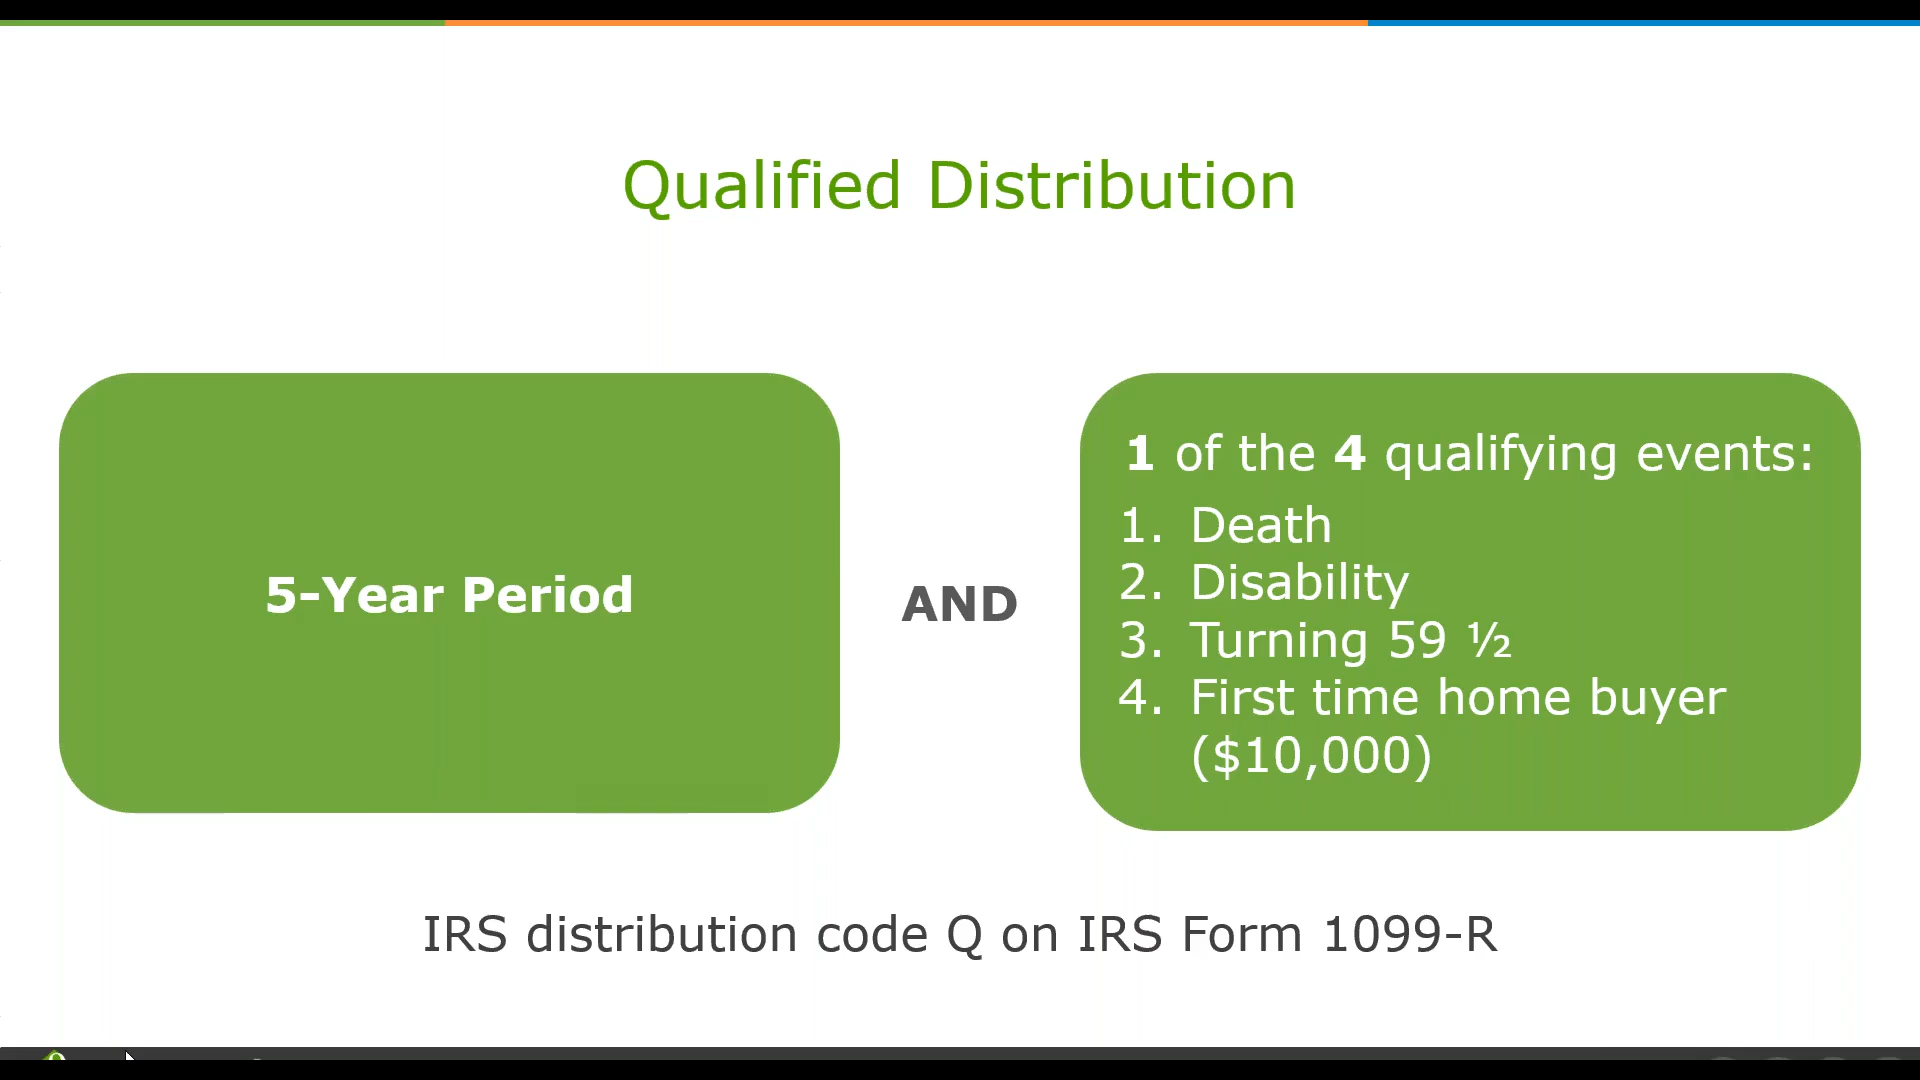 Qualified Distribution
5-Year Period
AND
1 of the 4 qualifying events:
1. Death
2. Disability
3. Turning 59 ½
4. First time home buyer
($10,000)
IRS distribution code Q on IRS Form 1099-R